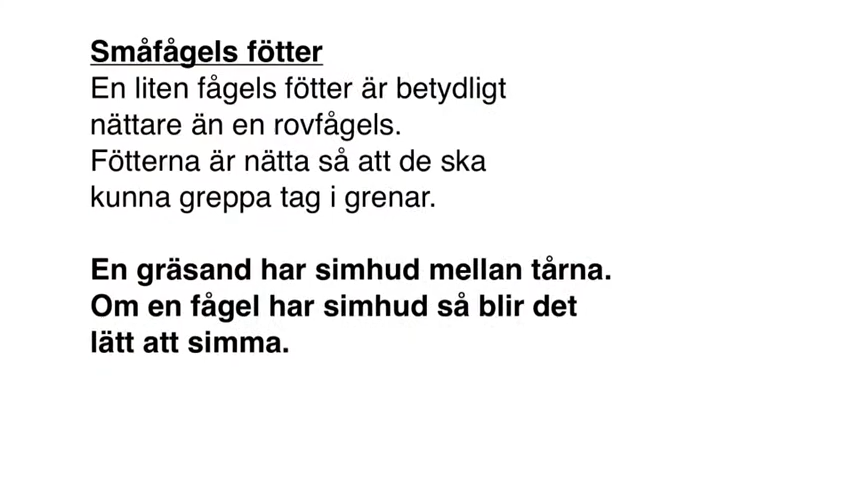 Småfågels fötter
En liten fågels fötter är betydligt
nättare än en rovfågels.
Fötterna är nätta så att de ska
kunna greppa tag i grenar.
En gräsand har simhud mellan tårna.
Om en fågel har simhud så blir det
lätt att simma.